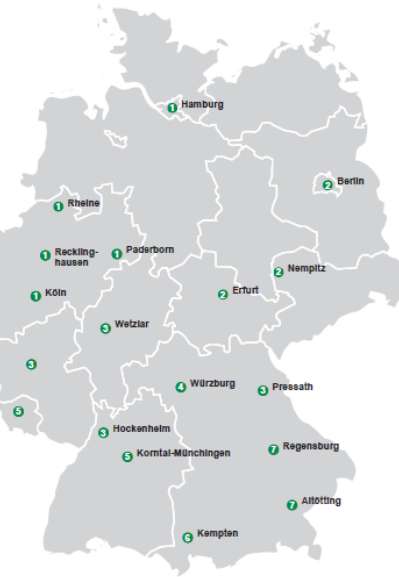 1 Hamburg
2 Berlin
1 Rheine
1 Reckling-
hausen
1 Paderborn
2 Nempitz
1 Köln
2 Erfurt
3 Wetzlar
3
4 Würzburg
3 Pressath
5
3 Hockenheim
5 Korntal-Münchingen
7 Regensburg
7 Altötting
6 Kempten